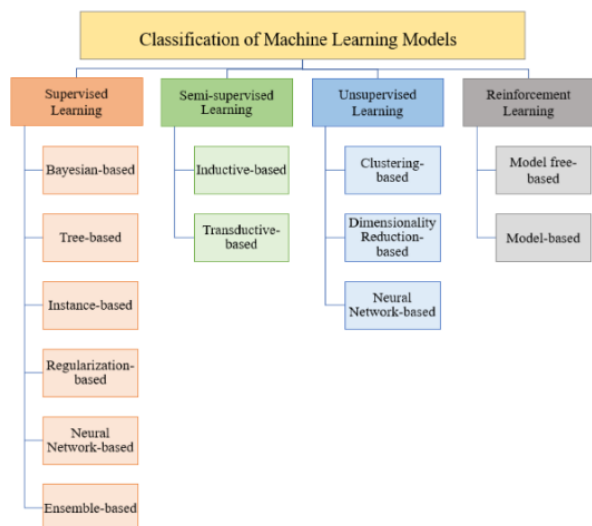 Classification of Machine Learning Models
Supervised
Learning
Bayesian-based
Tree-based
Instance-based
Regularization-
based
Neural
Network-based
Ensemble-based
Semi-supervised
Learning
Inductive-based
Transductive-
based
Unsupervised
Learning
Clustering-
based
Dimensionality
Reduction-
based
Neural
Network-based
Reinforcement
Learning
Model free-
based
Model-based